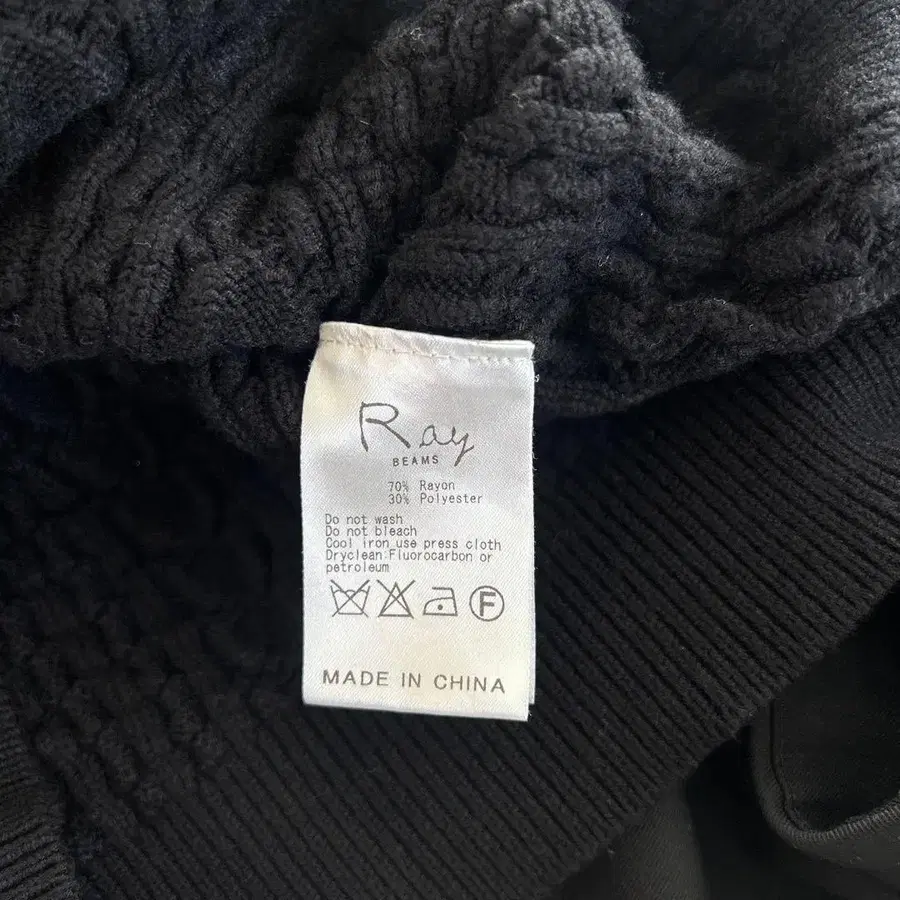 Ray
BEAMS
70% Rayon
30% Polyester
Do not wash
Do not bleach
Cool iron use press cloth
Dryclean Fluorocarbon or
petroleum
F
MADE IN CHINA